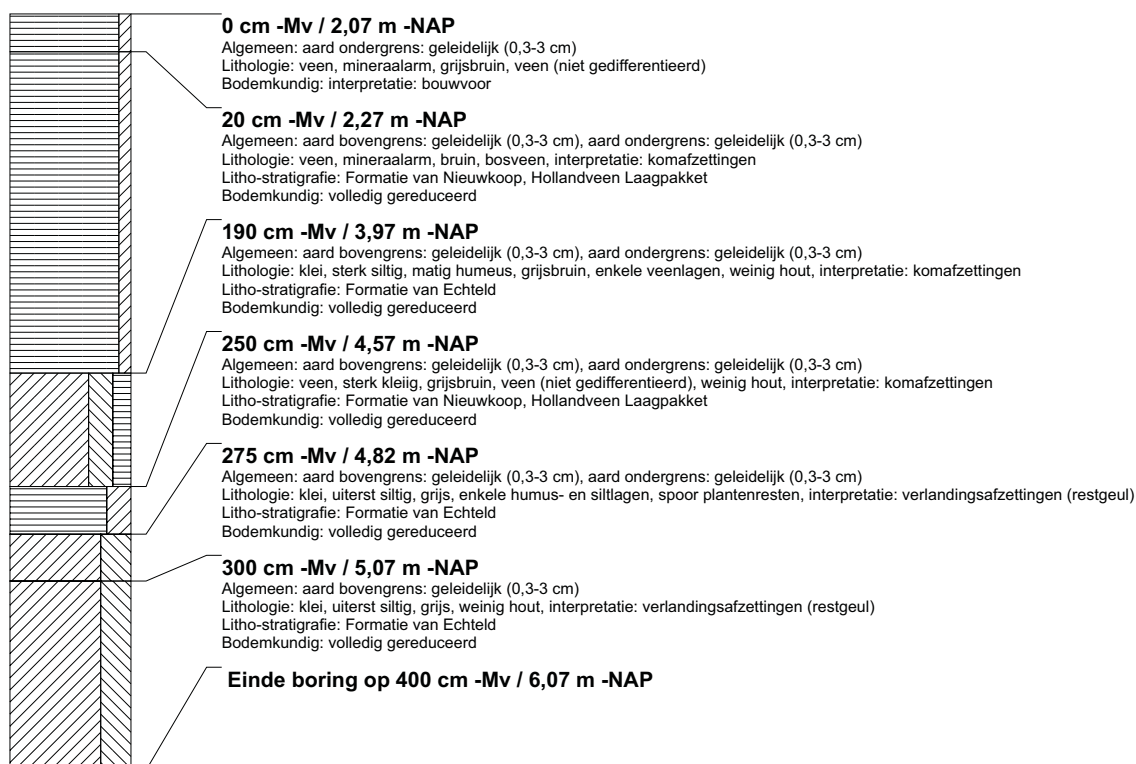 0 cm -Mv / 2,07 m -NAP
Algemeen: aard ondergrens: geleidelijk (0,3-3 cm)
Lithologie: veen, mineraalarm, grijsbruin, veen (niet gedifferentieerd)
Bodemkundig: interpretatie: bouwvoor
20 cm -Mv / 2,27 m -NAP
Algemeen: aard bovengrens: geleidelijk (0,3-3 cm), aard ondergrens: geleidelijk (0,3-3 cm)
Lithologie: veen, mineraalarm, bruin, bosveen, interpretatie: komafzettingen
Litho-stratigrafie: Formatie van Nieuwkoop, Hollandveen Laagpakket
Bodemkundig: volledig gereduceerd
190 cm -Mv / 3,97 m -NAP
Algemeen: aard bovengrens: geleidelijk (0,3-3 cm), aard ondergrens: geleidelijk (0,3-3 cm)
Lithologie: klei, sterk siltig, matig humeus, grijsbruin, enkele veenlagen, weinig hout, interpretatie: komafzettingen
Litho-stratigrafie: Formatie van Echteld
Bodemkundig: volledig gereduceerd
250 cm -Mv / 4,57 m -NAP
Algemeen: aard bovengrens: geleidelijk (0,3-3 cm), aard ondergrens: geleidelijk (0,3-3 cm)
Lithologie: veen, sterk kleiig, grijsbruin, veen (niet gedifferentieerd), weinig hout, interpretatie: komafzettingen
Litho-stratigrafie: Formatie van Nieuwkoop, Hollandveen Laagpakket
Bodemkundig: volledig gereduceerd
275 cm -Mv / 4,82 m -NAP
Algemeen: aard bovengrens: geleidelijk (0,3-3 cm), aard ondergrens: geleidelijk (0,3-3 cm)
Lithologie: klei, uiterst siltig, grijs, enkele humus- en siltlagen, spoor plantenresten, interpretatie: verlandingsafzettingen (restgeul)
Litho-stratigrafie: Formatie van Echteld
Bodemkundig: volledig gereduceerd
300 cm -Mv / 5,07 m -NAP
Algemeen: aard bovengrens: geleidelijk (0,3-3 cm)
Lithologie: klei, uiterst siltig, grijs, weinig hout, interpretatie: verlandingsafzettingen (restgeul)
Litho-stratigrafie: Formatie van Echteld
Bodemkundig: volledig gereduceerd
Einde boring op 400 cm -Mv / 6,07 m -NAP